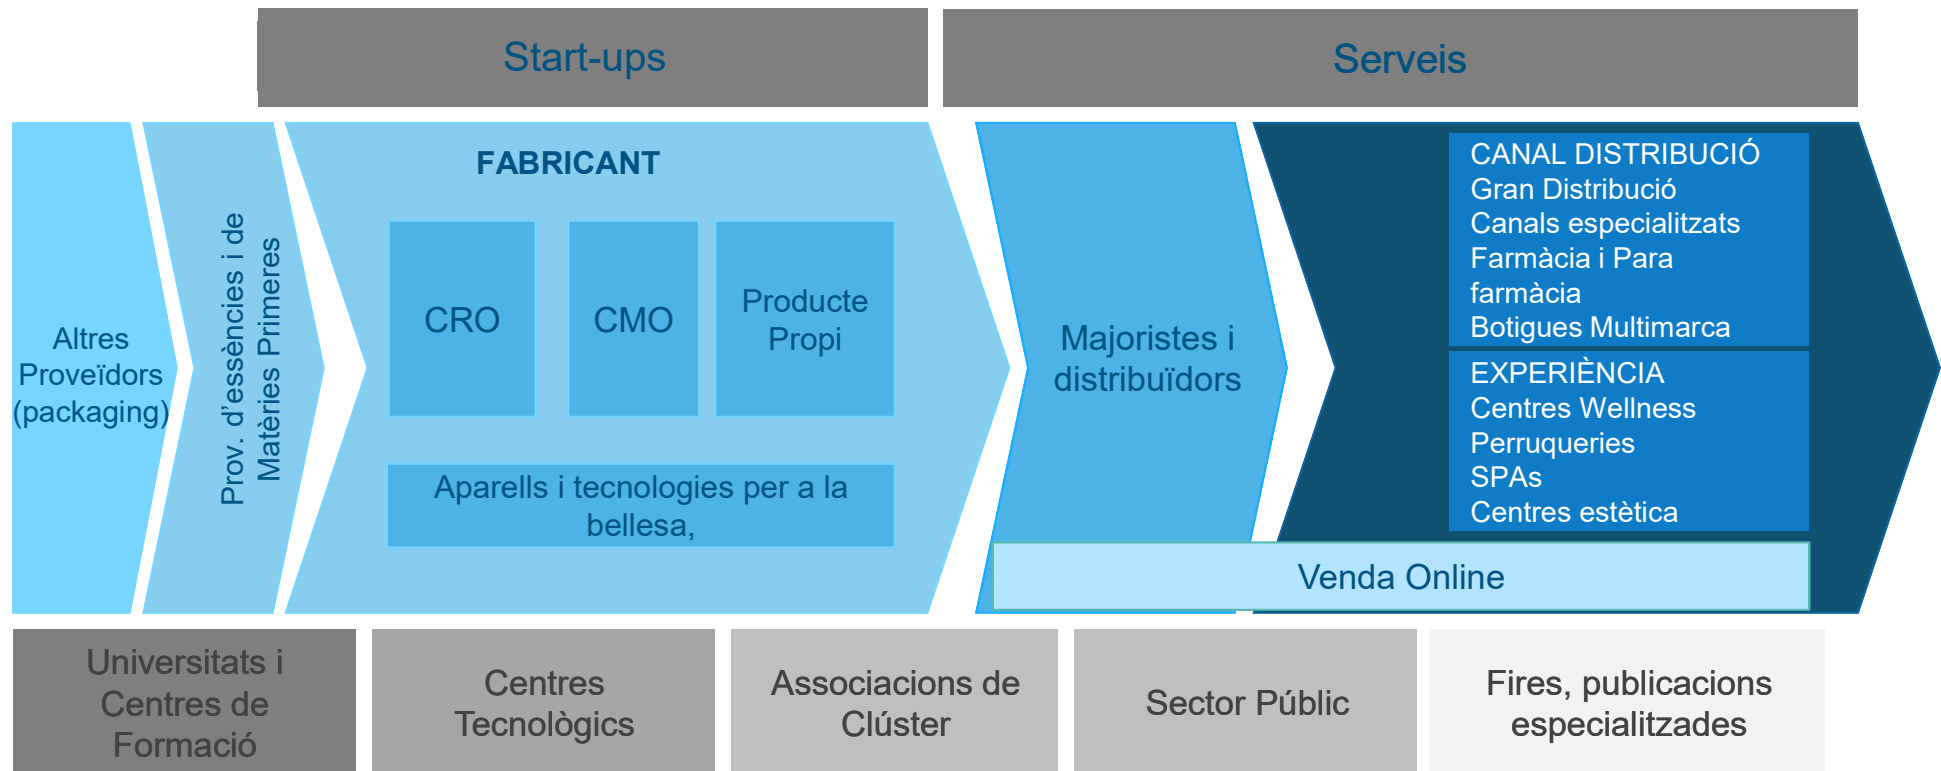 Start-ups
Serveis
Altres
Proveïdors
(packaging)
Prov. d'essències i de
Matèries Primeres
FABRICANT
CRO
CMO
Producte
Propi
Aparells i tecnologies per a la
bellesa,
Majoristes i
distribuïdors
CANAL DISTRIBUCIÓ
Gran Distribució
Canals especialitzats
Farmàcia i Para
farmàcia
Botigues Multimarca
EXPERIÈNCIA
Centres Wellness
Perruqueries
SPAs
Centres estètica
Venda Online
Universitats i
Centres de
Formació
Centres
Tecnològics
Associacions de
Clúster
Sector Públic
Fires, publicacions
especialitzades